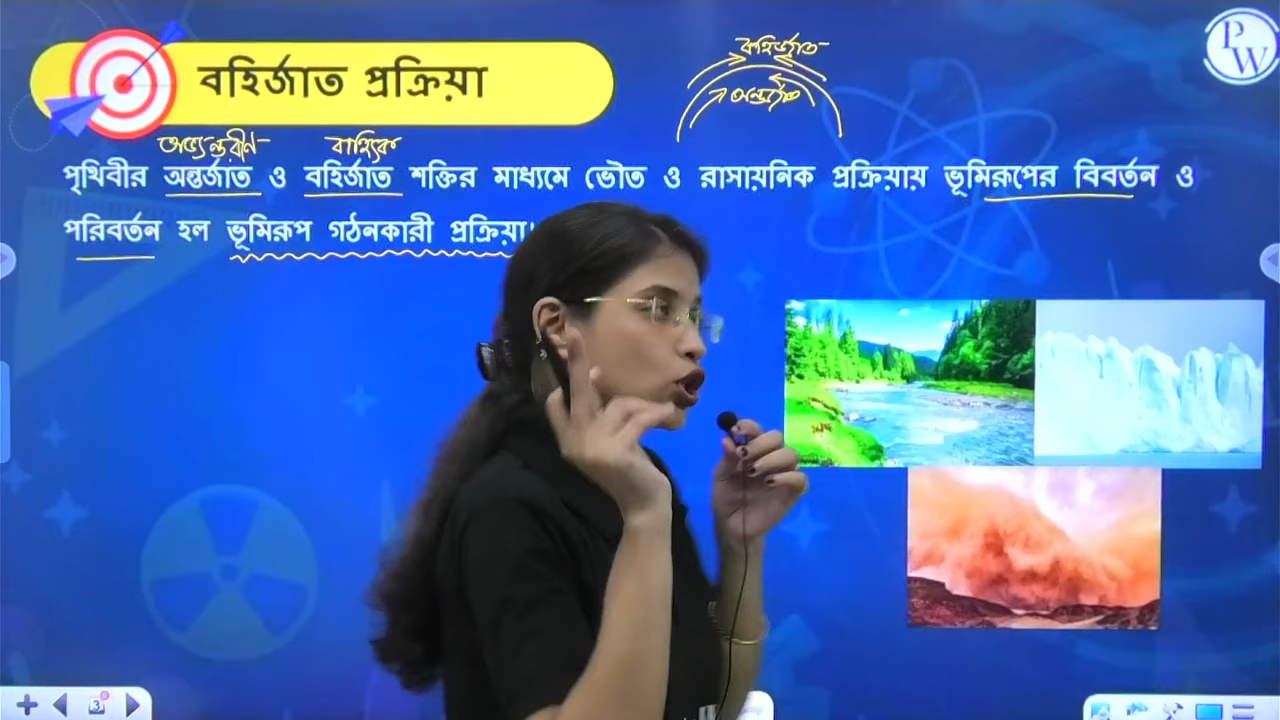 বহির্জাত
PW
বহির্জাত প্রক্রিয়া
অন্তর্জাত
অভ্যন্তরীণ বাহ্যিক
পৃথিবীর অন্তর্জাত ও বহির্জাত শক্তির মাধ্যমে ভৌত ও রাসায়নিক প্রক্রিয়ায় ভূমিরূপের বিবর্তন ও
পরিবর্তন হল ভূমিরূপ গঠনকারী প্রক্রিয়া।
3